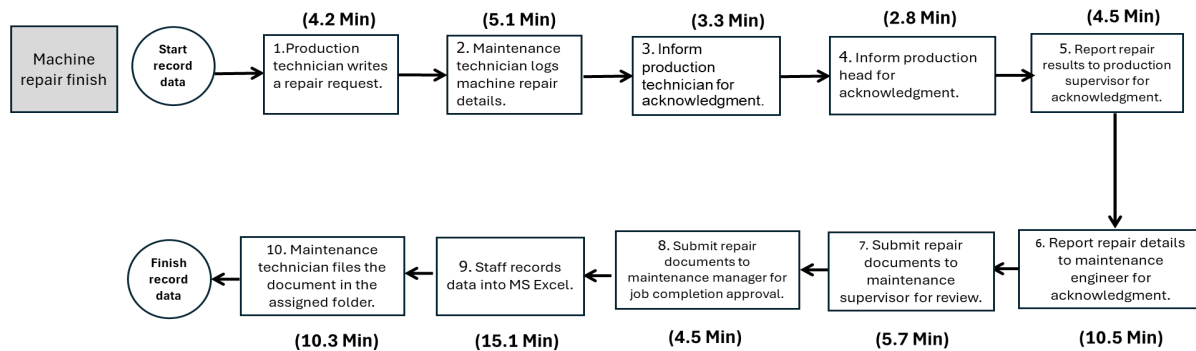 (4.2 Min)
(5.1 Min)
(3.3 Min)
(2.8 Min)
(4.5 Min)
Machine
repair finish
Start
record
data
1.Production
technician writes
a repair request.
2. Maintenance
technician logs
machine repair
details.
3. Inform
production
technician for
acknowledgment.
4. Inform production
head for
acknowledgment.
5. Report repair
results to production
supervisor for
acknowledgment.
Finish
record
data
10. Maintenance
technician files the
document in the
assigned folder.
9. Staff records
data into MS Excel.
8. Submit repair
documents to
maintenance manager for
job completion approval.
7. Submit repair
documents to
maintenance
supervisor for review.
6. Report repair details
to maintenance
engineer for
acknowledgment.
(10.3 Min)
(15.1 Min)
(4.5 Min)
(5.7 Min)
(10.5 Min)